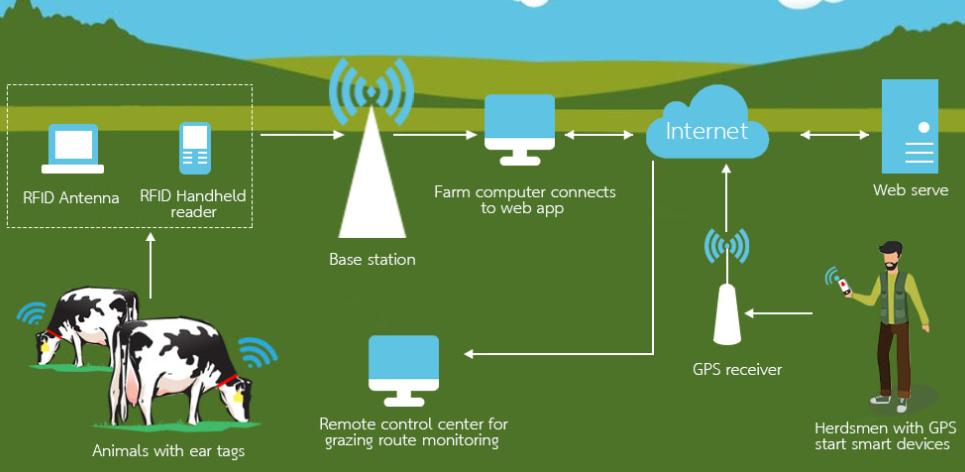 RFID Antenna
RFID Handheld
reader
Base station
Farm computer connects
to web app
Internet
Web serve
Animals with ear tags
Remote control center for
grazing route monitoring
GPS receiver
Herdsmen with GPS
start smart devices